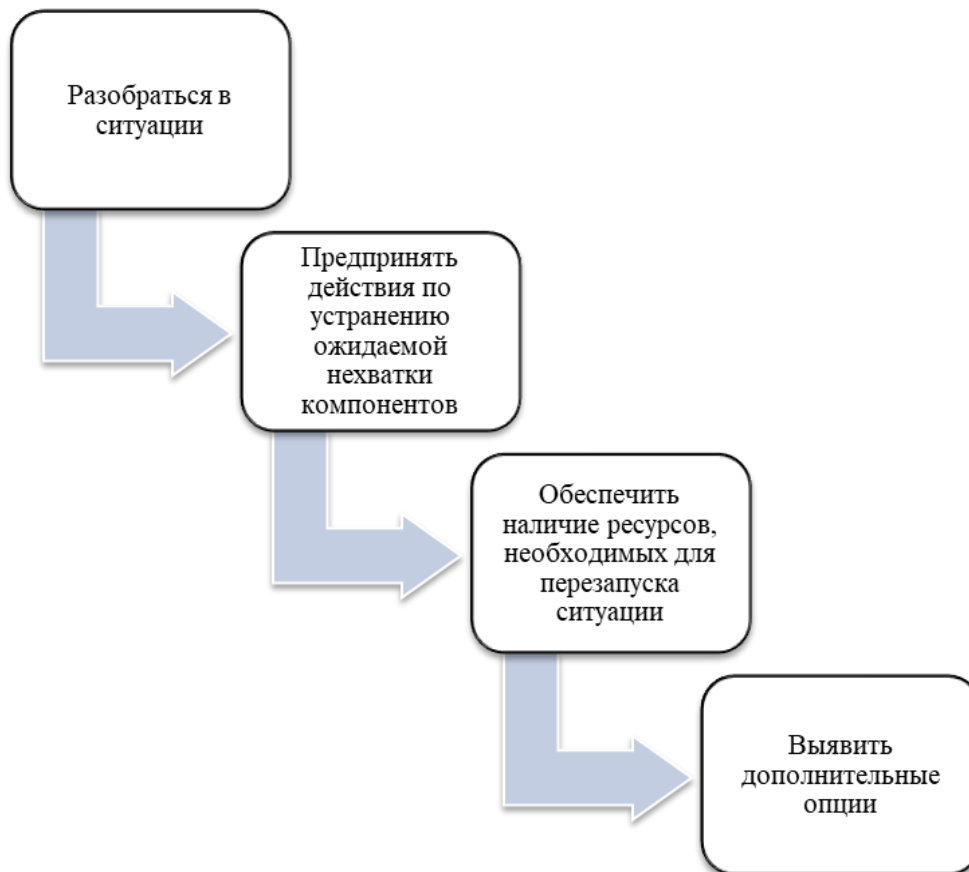 Разобраться в
ситуации
Предпринять
действия по
устранению
ожидаемой
нехватки
компонентов
Обеспечить
наличие ресурсов,
необходимых для
перезапуска
ситуации
Выявить
дополнительные
опции